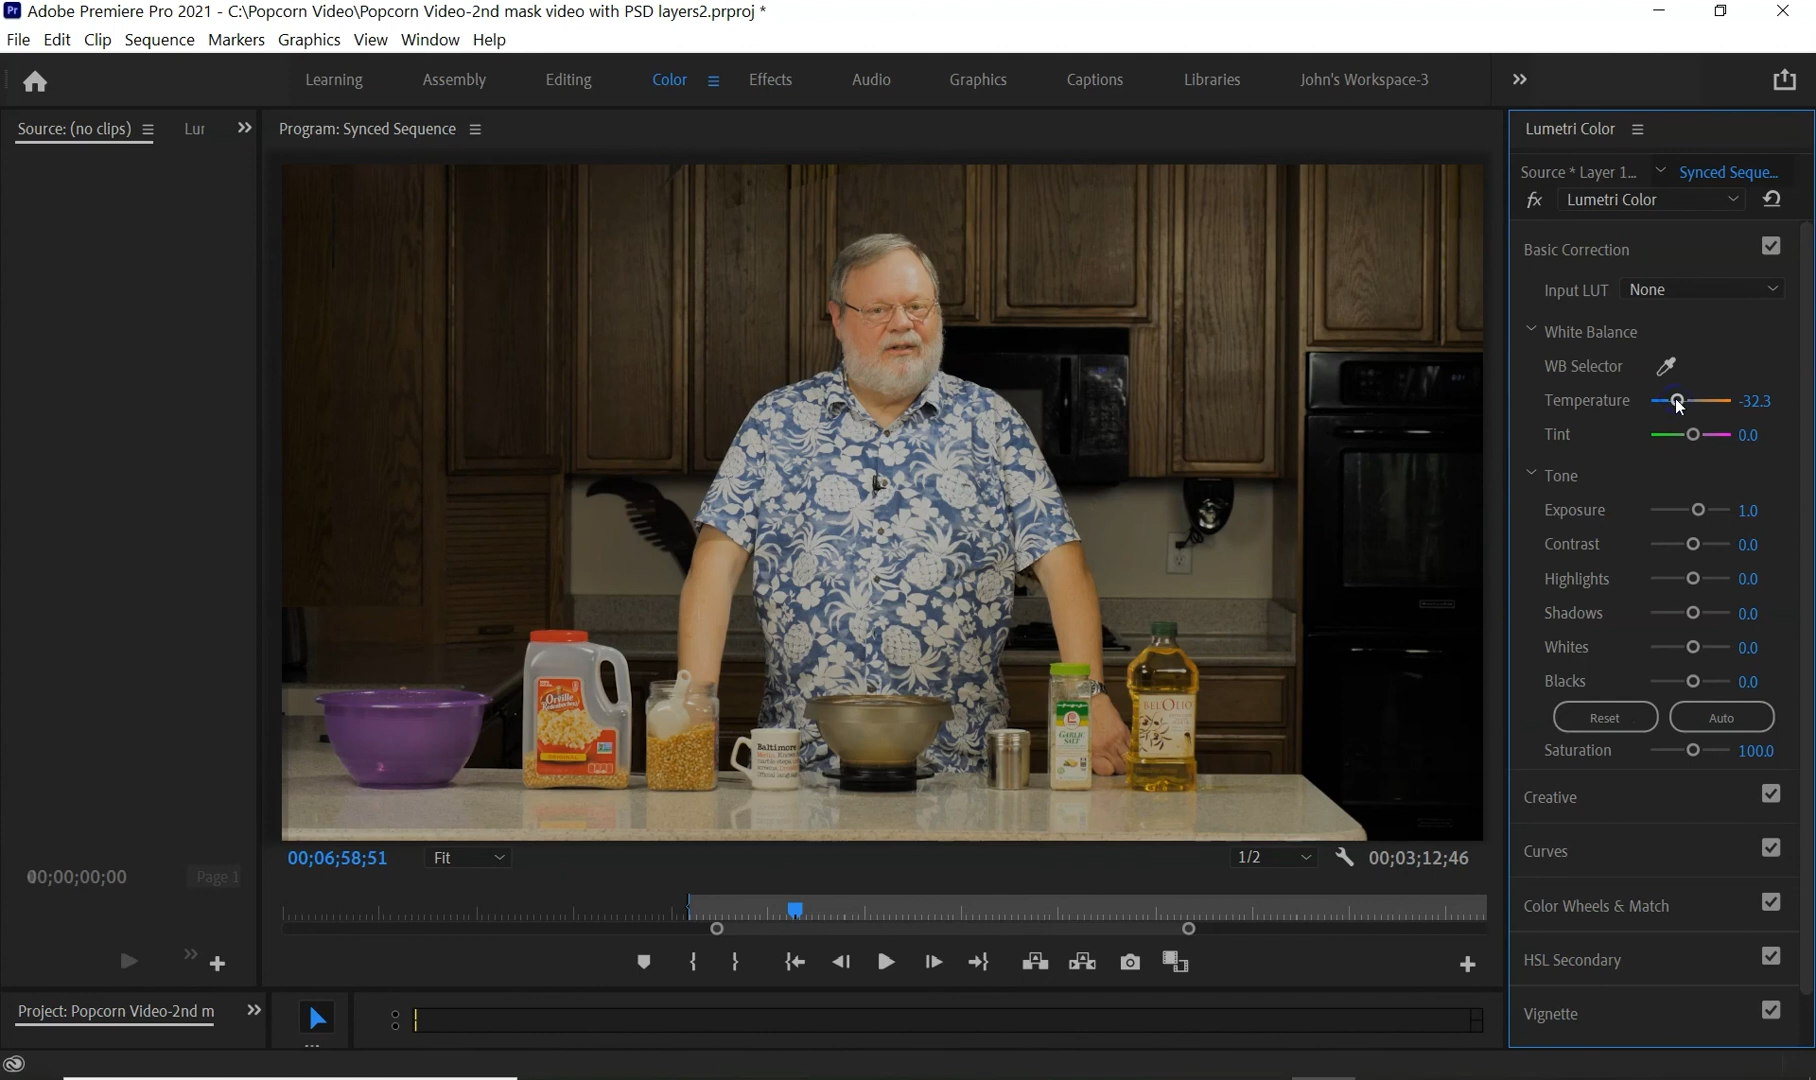 Adobe Premiere Pro 2021 - C:\Popcorn Video\Popcorn Video-2nd mask video with PSD layers2.prproj *
File Edit Clip Sequence Markers Graphics View Window Help
Learning Assembly Editing Color Effects Audio Graphics Captions Libraries John's Workspace-3
Source: (no clips) Lur
Program: Synced Sequence
Lumetri Color
Source * Layer 1... Synced Seque...
fx Lumetri Color
Basic Correction
Input LUT None
White Balance
WB Selector
Temperature -32.3
Tint 0.0
Tone
Exposure 1.0
Contrast 0.0
Highlights 0.0
Shadows 0.0
Whites 0.0
Blacks 0.0
Reset Auto
Saturation 100.0
Creative
Curves
Color Wheels & Match
HSL Secondary
Vignette
Orville
Baltimore
GARLIC
SALT
BELOLIO
00;06;58;51 Fit 1/2 00;03;12;46
00;00;00;00 Page 1
Project: Popcorn Video-2nd m